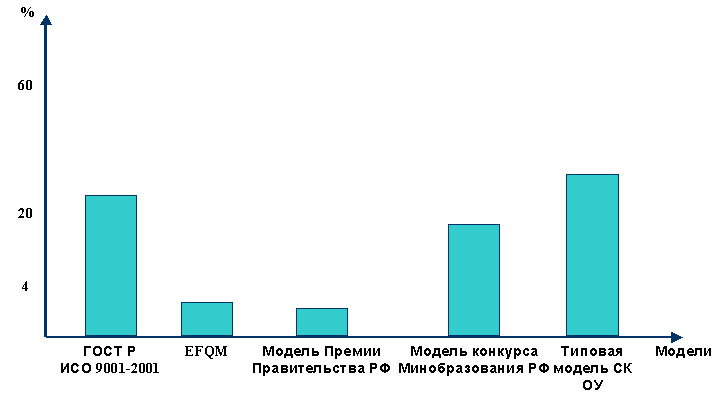 %
60
20
4
ГОСТ Р
ИСО 9001-2001
EFQM
Модель Премии
Правительства РФ
Модель конкурса
Минобразования РФ
Типовая
модель СК
ОУ
Модели